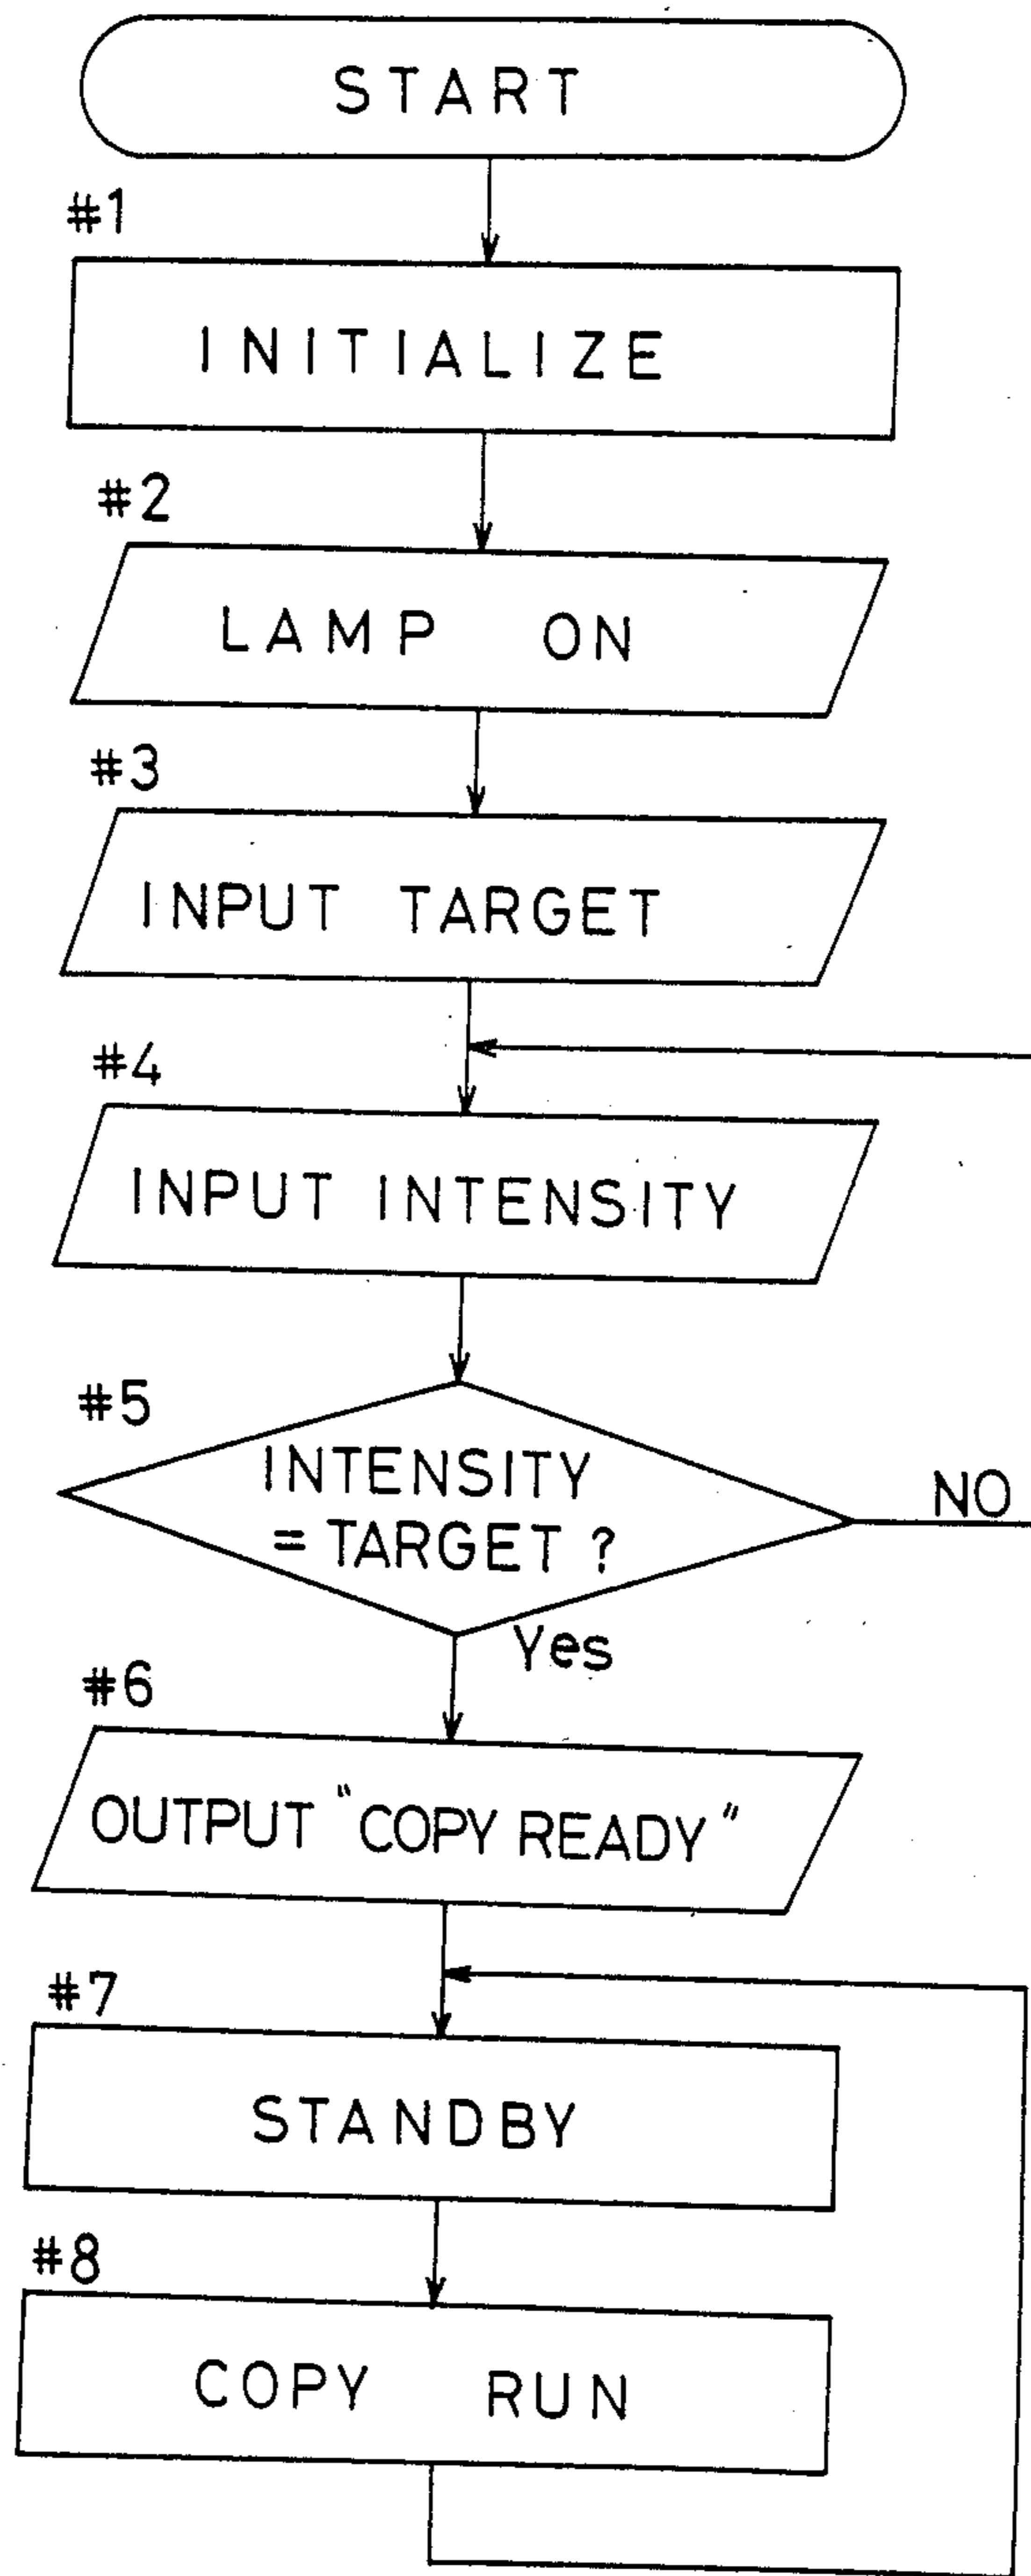 START
#1
INITIALIZE
#2
LAMP ON
#3
INPUT TARGET
#4
INPUT INTENSITY
#5
INTENSITY
= TARGET ?
NO
Yes
#6
OUTPUT "COPY READY"
#7
STANDBY
#8
COPY RUN